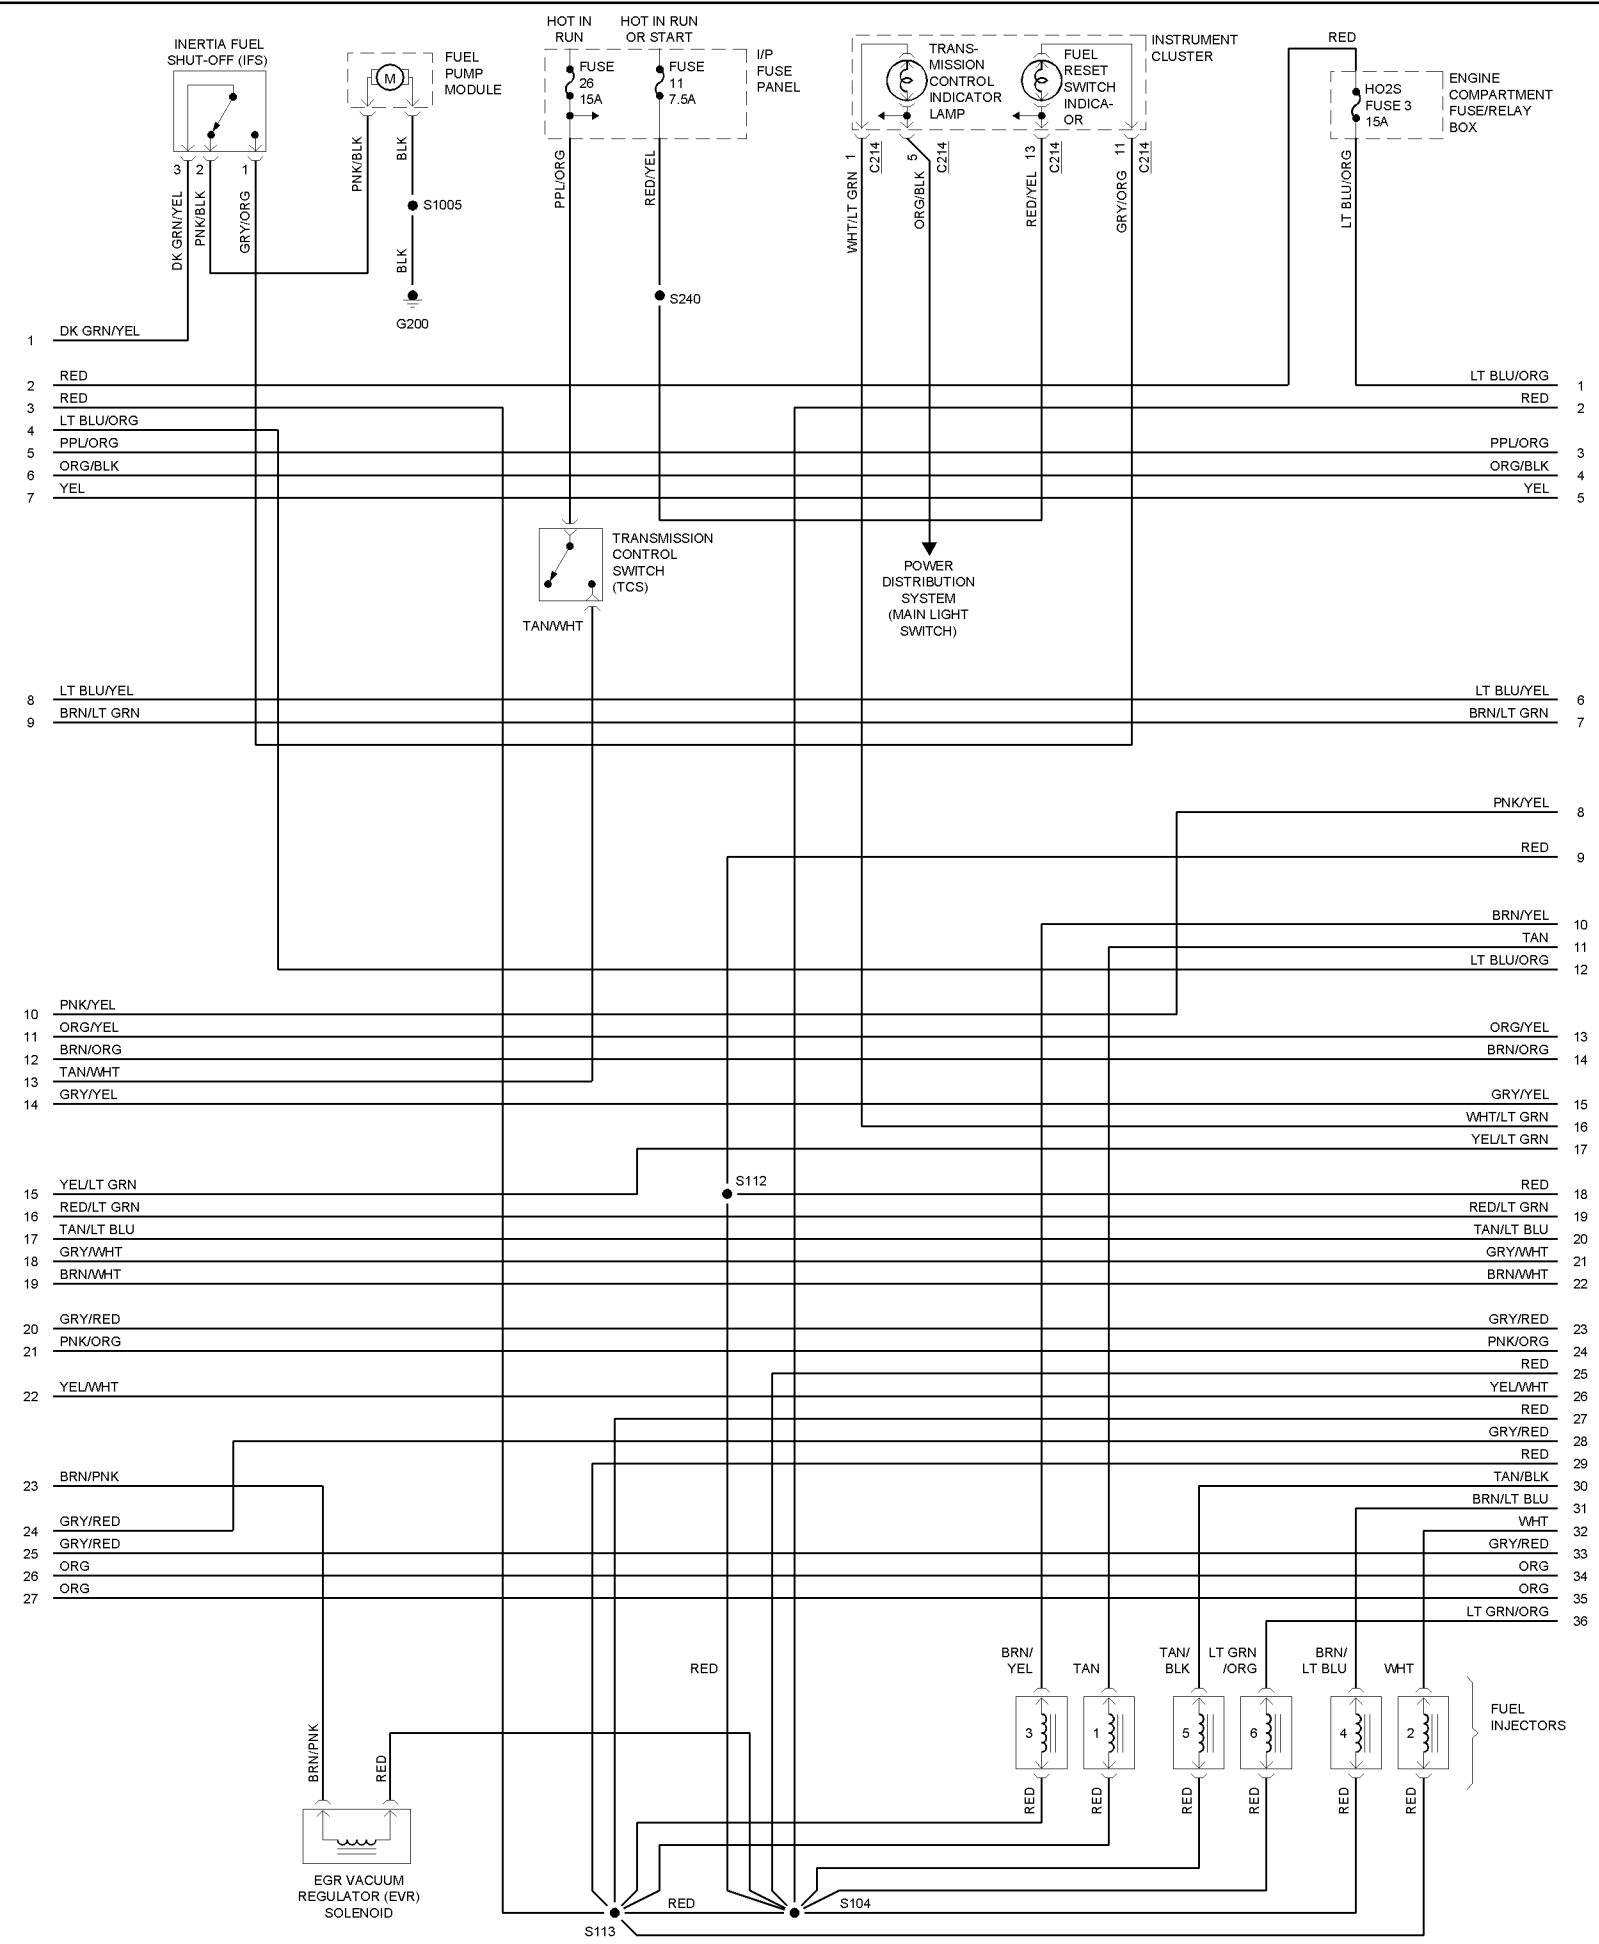 INERTIA FUEL
SHUT-OFF (IFS)
FUEL
PUMP
MODULE
M
HOT IN
RUN
HOT IN RUN
OR START
FUSE
26
15A
FUSE
11
7.5A
I/P
FUSE
PANEL
TRANS-
MISSION
CONTROL
INDICATOR
LAMP
FUEL
RESET
SWITCH
INDICA-
OR
INSTRUMENT
CLUSTER
RED
HO2S
FUSE 3
15A
ENGINE
COMPARTMENT
FUSE/RELAY
BOX
3
2
1
DK GRN/YEL
PNK/BLK
GRY/ORG
PNK/BLK
BLK
S1005
BLK
G200
PPL/ORG
RED/YEL
S240
1
C214
WHT/LT GRN
5
C214
ORG/BLK
13
C214
RED/YEL
11
C214
GRY/ORG
LT BLU/ORG
1 DK GRN/YEL
2 RED
LT BLU/ORG 1
3 RED
RED 2
4 LT BLU/ORG
5 PPL/ORG
PPL/ORG 3
6 ORG/BLK
ORG/BLK 4
7 YEL
YEL 5
TRANSMISSION
CONTROL
SWITCH
(TCS)
TAN/WHT
POWER
DISTRIBUTION
SYSTEM
(MAIN LIGHT
SWITCH)
8 LT BLU/YEL
LT BLU/YEL 6
9 BRN/LT GRN
BRN/LT GRN 7
PNK/YEL 8
RED 9
BRN/YEL 10
TAN 11
LT BLU/ORG 12
10 PNK/YEL
11 ORG/YEL
ORG/YEL 13
12 BRN/ORG
BRN/ORG 14
13 TAN/WHT
14 GRY/YEL
GRY/YEL 15
WHT/LT GRN 16
YEL/LT GRN 17
15 YEL/LT GRN
S112
RED 18
16 RED/LT GRN
RED/LT GRN 19
17 TAN/LT BLU
TAN/LT BLU 20
18 GRY/WHT
GRY/WHT 21
19 BRN/WHT
BRN/WHT 22
20 GRY/RED
GRY/RED 23
21 PNK/ORG
PNK/ORG 24
RED 25
22 YEL/WHT
YEL/WHT 26
RED 27
GRY/RED 28
RED 29
23 BRN/PNK
TAN/BLK 30
BRN/LT BLU 31
24 GRY/RED
WHT 32
25 GRY/RED
GRY/RED 33
26 ORG
ORG 34
27 ORG
ORG 35
LT GRN/ORG 36
RED
BRN/
YEL
TAN
TAN/
BLK
LT GRN
/ORG
BRN/
LT BLU
WHT
3
1
5
6
4
2
FUEL
INJECTORS
BRN/PNK
RED
RED
RED
RED
RED
RED
RED
EGR VACUUM
REGULATOR (EVR)
SOLENOID
RED
S104
S113